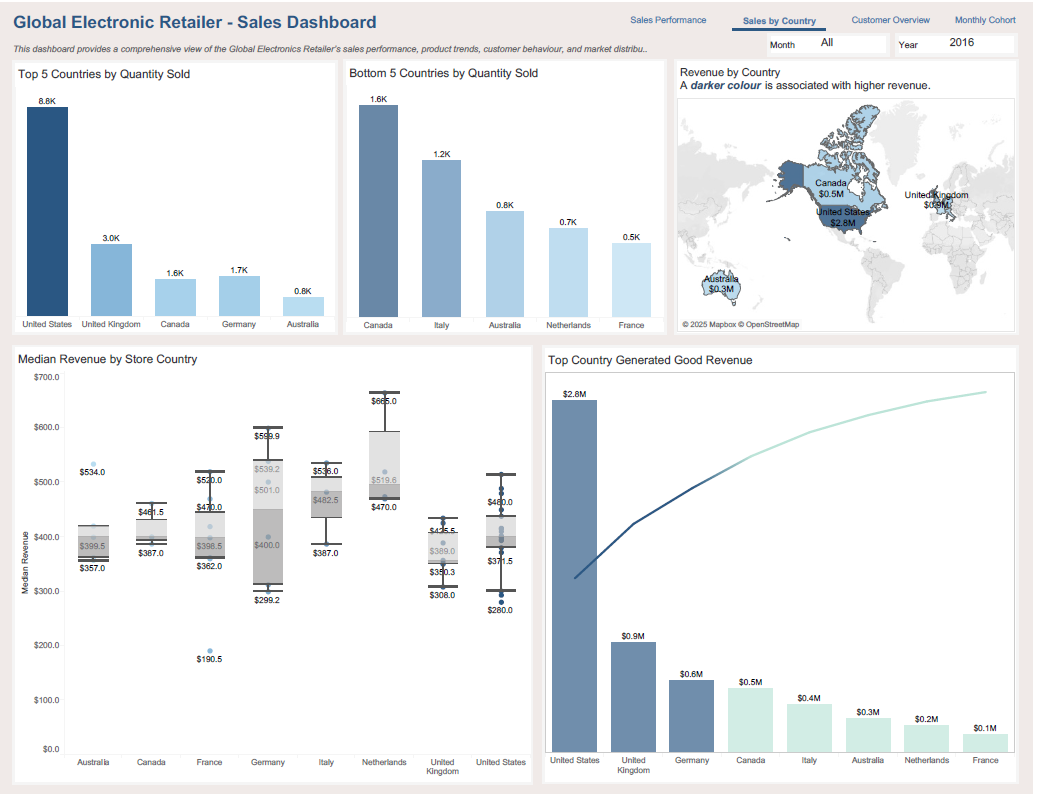 Global Electronic Retailer - Sales Dashboard
Sales Performance
Sales by Country
Customer Overview
Monthly Cohort
This dashboard provides a comprehensive view of the Global Electronics Retailer's sales performance, product trends, customer behaviour, and market distribu..
Month All
Year 2016
Top 5 Countries by Quantity Sold
8.8K
3.0K
1.6K
1.7K
0.8K
United States
United Kingdom
Canada
Germany
Australia
Bottom 5 Countries by Quantity Sold
1.6K
1.2K
0.8K
0.7K
0.5K
Canada
Italy
Australia
Netherlands
France
Revenue by Country
A darker colour is associated with higher revenue.
Canada
$0.5M
United Kingdom
$0.9M
United States
$2.8M
Australia
$0.3M
© 2025 Mapbox © OpenStreetMap
Median Revenue by Store Country
Median Revenue
$700.0
$600.0
$500.0
$400.0
$300.0
$200.0
$100.0
$0.0
$534.0
$399.5
$357.0
$461.5
$387.0
$520.0
$470.0
$398.5
$362.0
$190.5
$599.9
$539.2
$501.0
$400.0
$299.2
$536.0
$482.5
$387.0
$665.0
$519.6
$470.0
$425.5
$389.0
$350.3
$308.0
$460.0
$371.5
$280.0
Australia
Canada
France
Germany
Italy
Netherlands
United
Kingdom
United States
Top Country Generated Good Revenue
$2.8M
$0.9M
$0.6M
$0.5M
$0.4M
$0.3M
$0.2M
$0.1M
United States
United
Kingdom
Germany
Canada
Italy
Australia
Netherlands
France